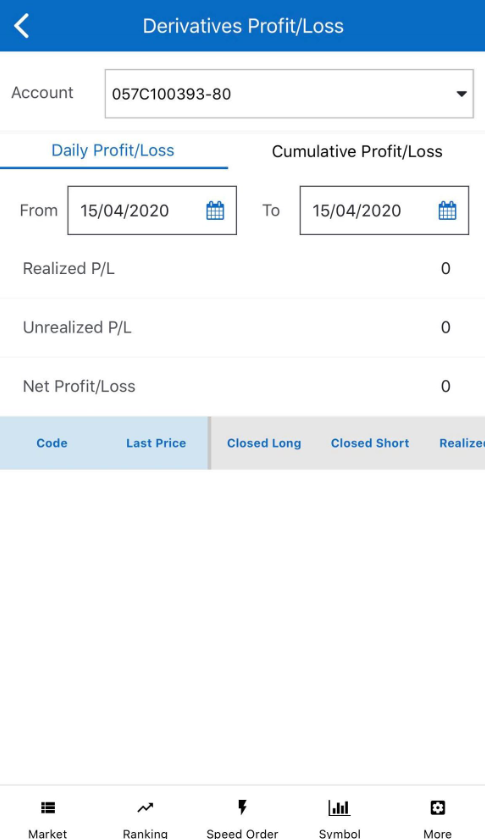 Derivatives Profit/Loss
Account 057C100393-80
Daily Profit/Loss Cumulative Profit/Loss
From 15/04/2020 To 15/04/2020
Realized P/L 0
Unrealized P/L 0
Net Profit/Loss 0
Code Last Price Closed Long Closed Short Realize
Market Ranking Speed Order Symbol More